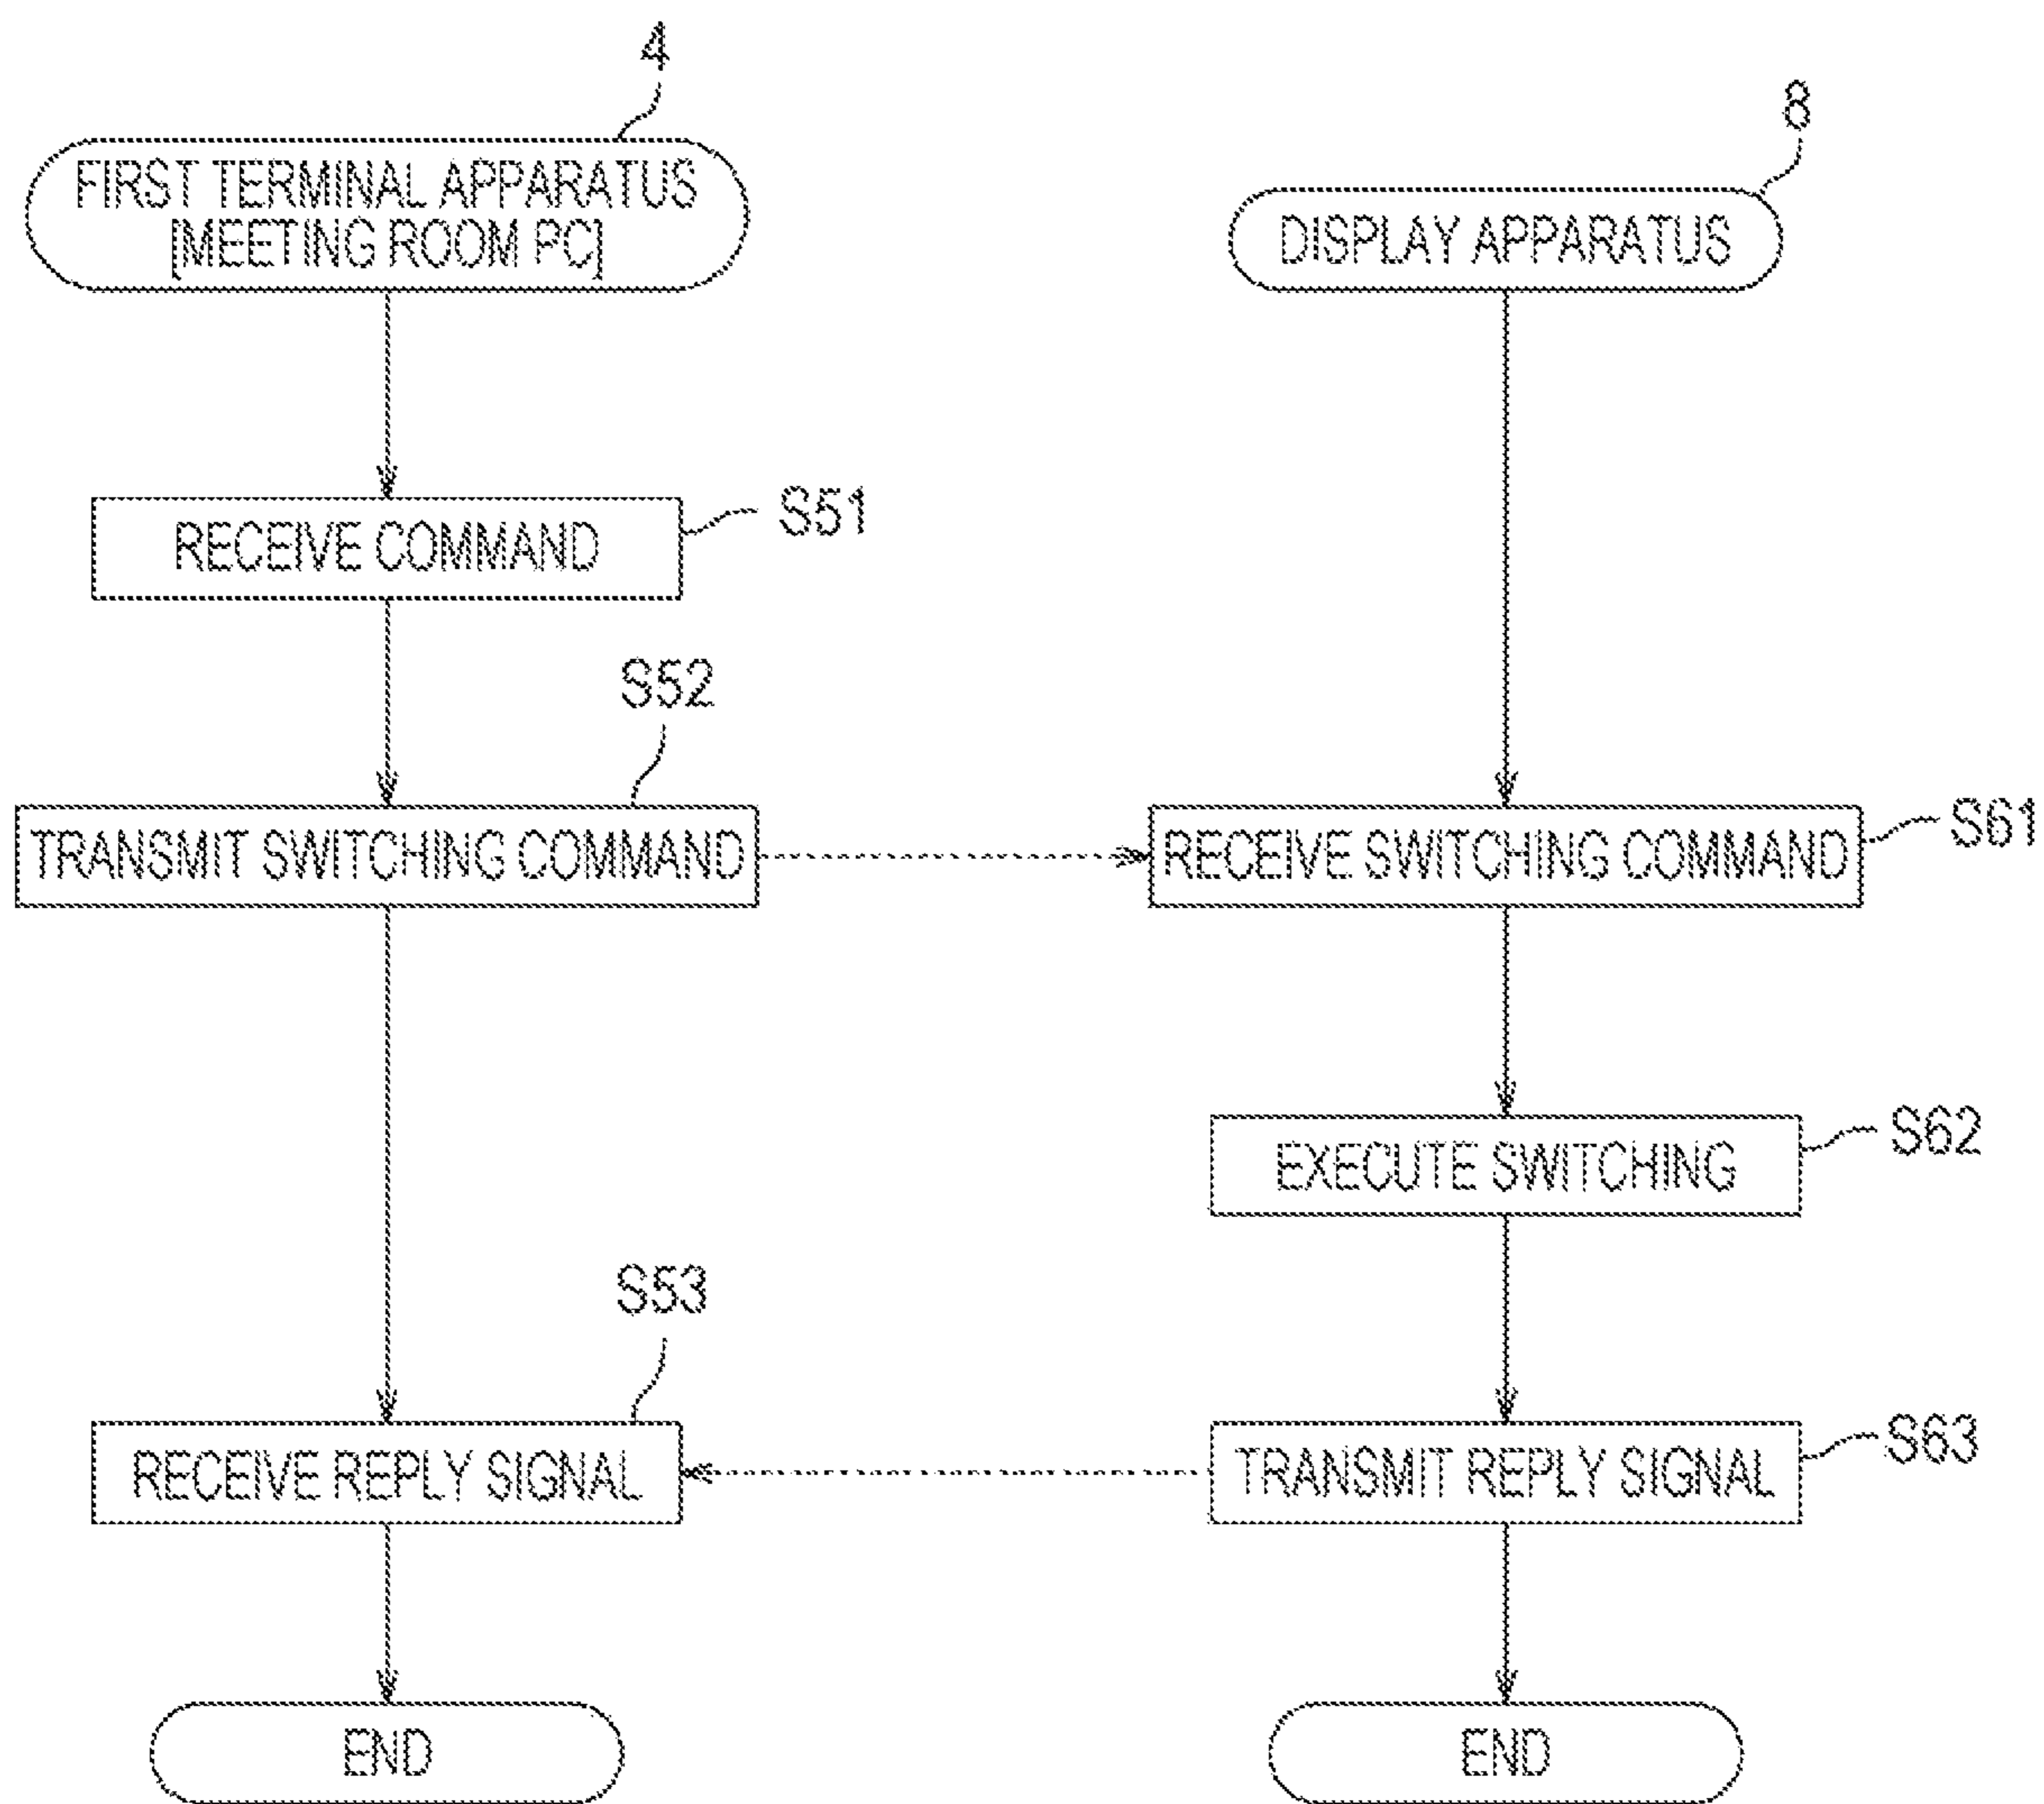 4
FIRST TERMINAL APPARATUS
[MEETING ROOM PC]
8
DISPLAY APPARATUS
RECEIVE COMMAND
S51
S52
TRANSMIT SWITCHING COMMAND
RECEIVE SWITCHING COMMAND
S61
EXECUTE SWITCHING
S62
S53
RECEIVE REPLY SIGNAL
TRANSMIT REPLY SIGNAL
S63
END
END